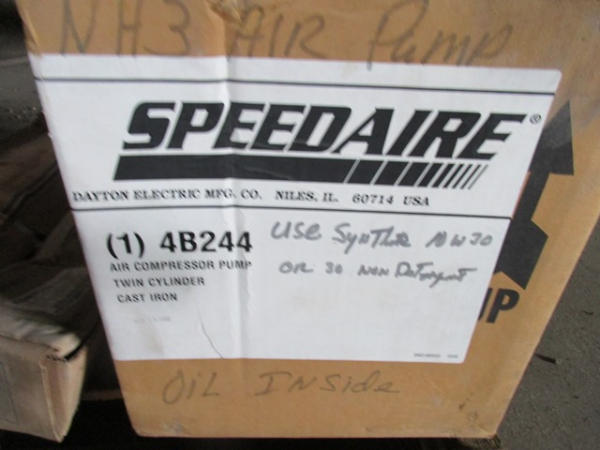 NH3 AIR Pump
SPEEDAIRE®
DAYTON ELECTRIC MFG. CO. NILES, IL. 60714 USA
(1) 4B244
AIR COMPRESSOR PUMP
TWIN CYLINDER
CAST IRON
USE Synthetic 10W30
OR 30 NON Detergent
UP
OIL INSIDE